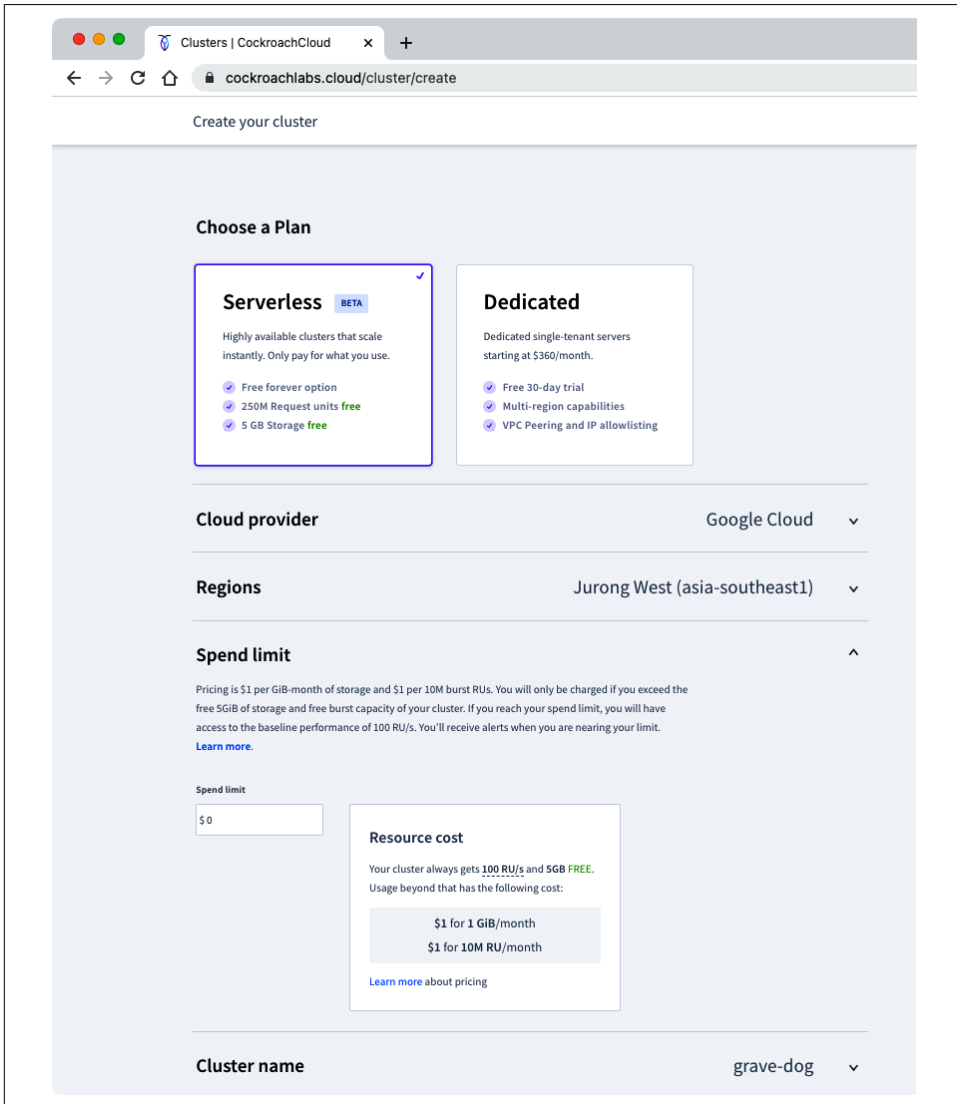 Clusters | CockroachCloud
cockroachlabs.cloud/cluster/create
Create your cluster
Choose a Plan
Serverless BETA
Highly available clusters that scale
instantly. Only pay for what you use.
Free forever option
250M Request units free
5 GB Storage free
Dedicated
Dedicated single-tenant servers
starting at $360/month.
Free 30-day trial
Multi-region capabilities
VPC Peering and IP allowlisting
Cloud provider Google Cloud
Regions Jurong West (asia-southeast1)
Spend limit
Pricing is $1 per GiB-month of storage and $1 per 10M burst RUs. You will only be charged if you exceed the
free 5GiB of storage and free burst capacity of your cluster. If you reach your spend limit, you will have
access to the baseline performance of 100 RU/s. You'll receive alerts when you are nearing your limit.
Learn more.
Spend limit
$ 0
Resource cost
Your cluster always gets 100 RU/s and 5GB FREE.
Usage beyond that has the following cost:
$1 for 1 GiB/month
$1 for 10M RU/month
Learn more about pricing
Cluster name grave-dog